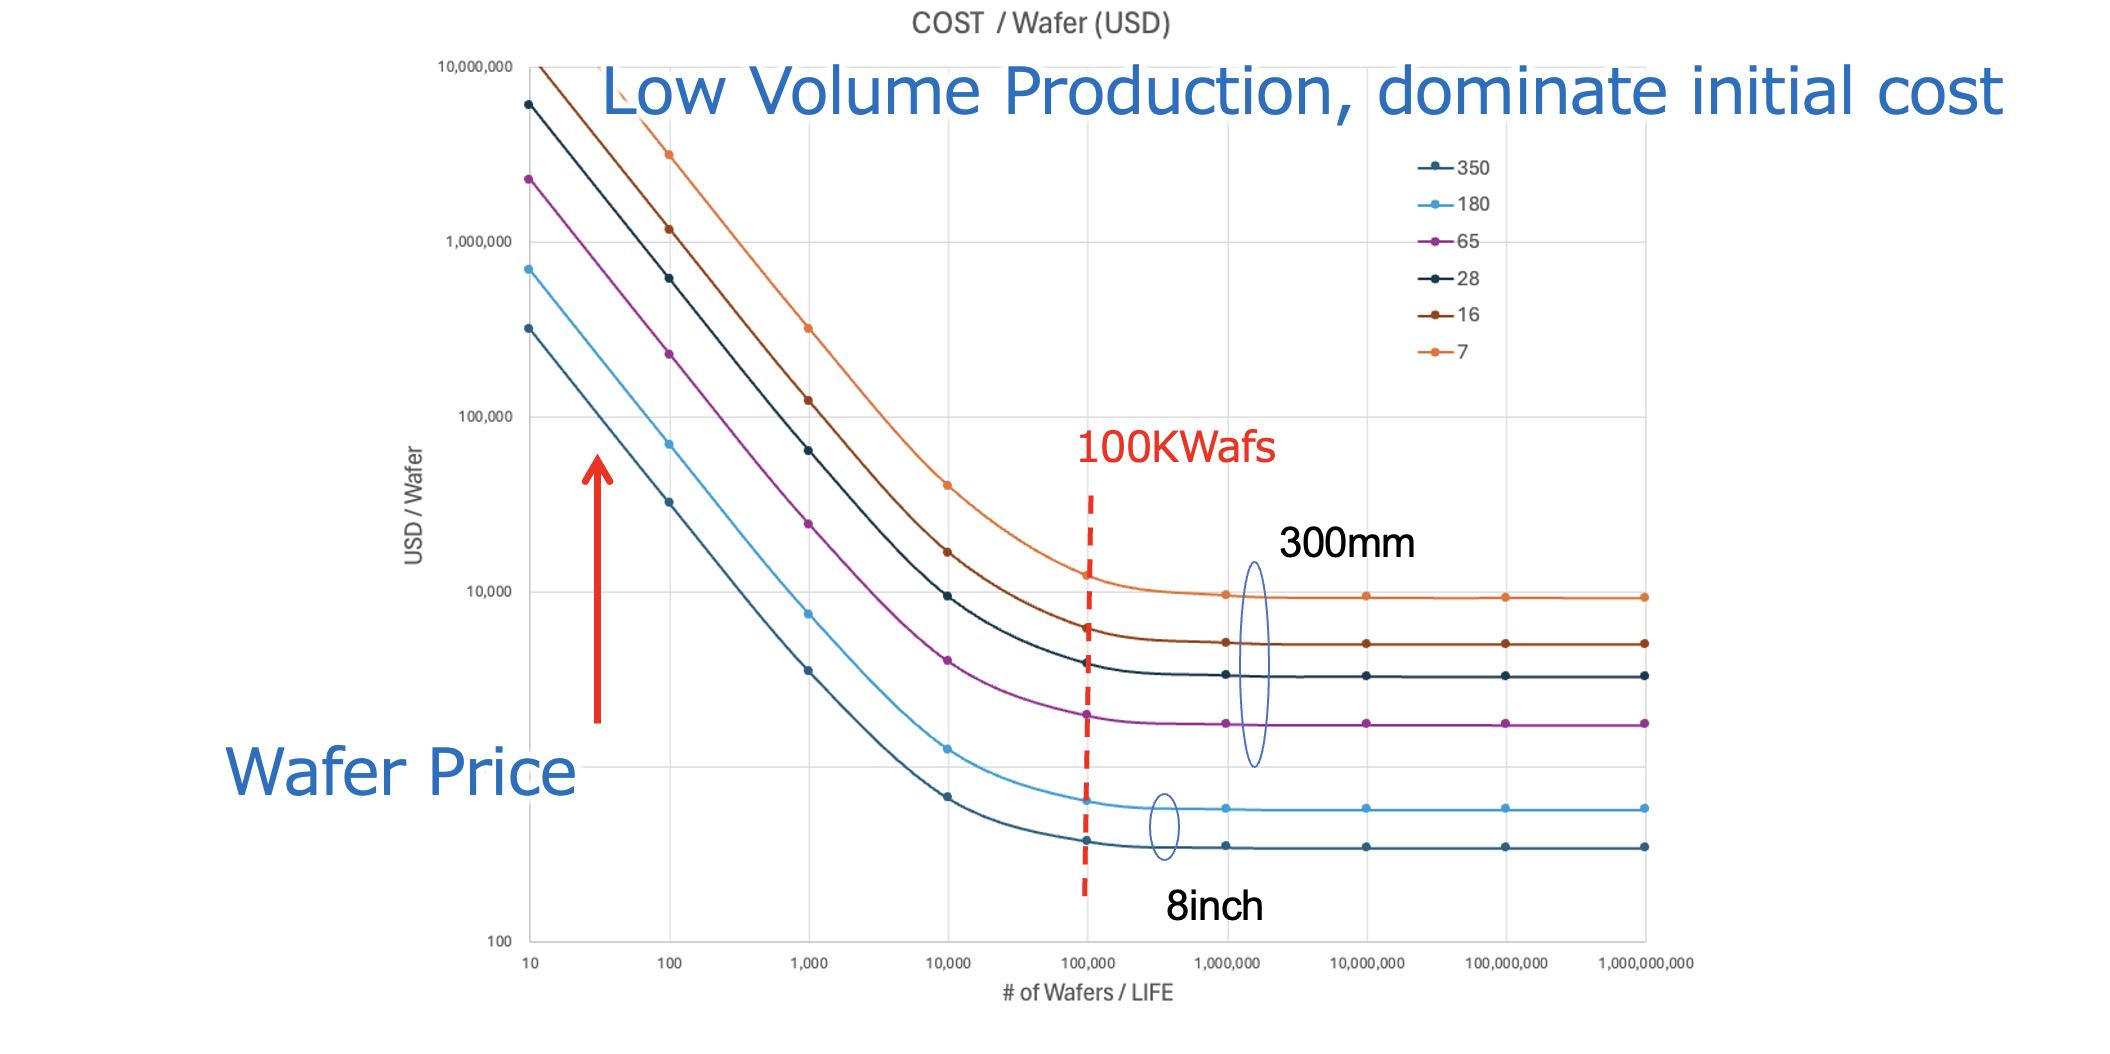 COST / Wafer (USD)
10,000,000
Low Volume Production, dominate initial cost
350
180
1,000,000
65
28
16
7
100,000
100KWafs
USD / Wafer
300mm
10,000
Wafer Price
8inch
100
10 100 1,000 10,000 100,000 1,000,000 10,000,000 100,000,000 1,000,000,000
# of Wafers / LIFE